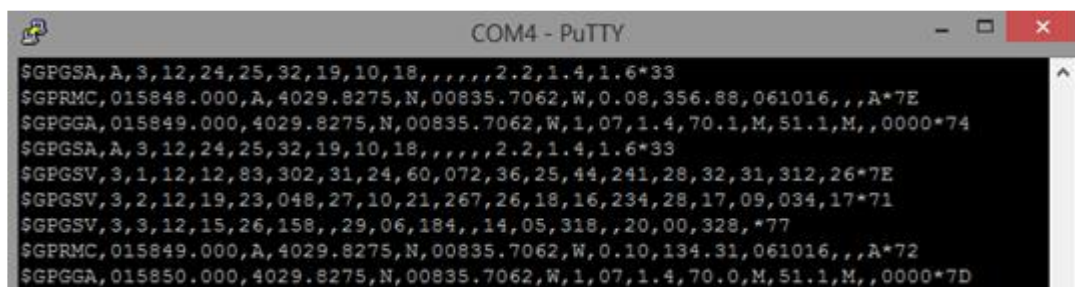 COM4 - PuTTY
$GPGSA,A,3,12,24,25,32,19,10,18,,,,,,2.2,1.4,1.6*33
$GPRMC,015848.000,A,4029.8275,N,00835.7062,W,0.08,356.88,061016,,,A*7E
$GPGGA,015849.000,4029.8275,N,00835.7062,W,1,07,1.4,70.1,M,51.1,M,,0000*74
$GPGSA,A,3,12,24,25,32,19,10,18,,,,,,2.2,1.4,1.6*33
$GPGSV,3,1,12,12,83,302,31,24,60,072,36,25,44,241,28,32,31,312,26*7E
$GPGSV,3,2,12,19,23,048,27,10,21,267,26,18,16,234,28,17,09,034,17*71
$GPGSV,3,3,12,15,26,158,,29,06,184,,14,05,318,,20,00,328,*77
$GPRMC,015849.000,A,4029.8275,N,00835.7062,W,0.10,134.31,061016,,,A*72
$GPGGA,015850.000,4029.8275,N,00835.7062,W,1,07,1.4,70.0,M,51.1,M,,0000*7D